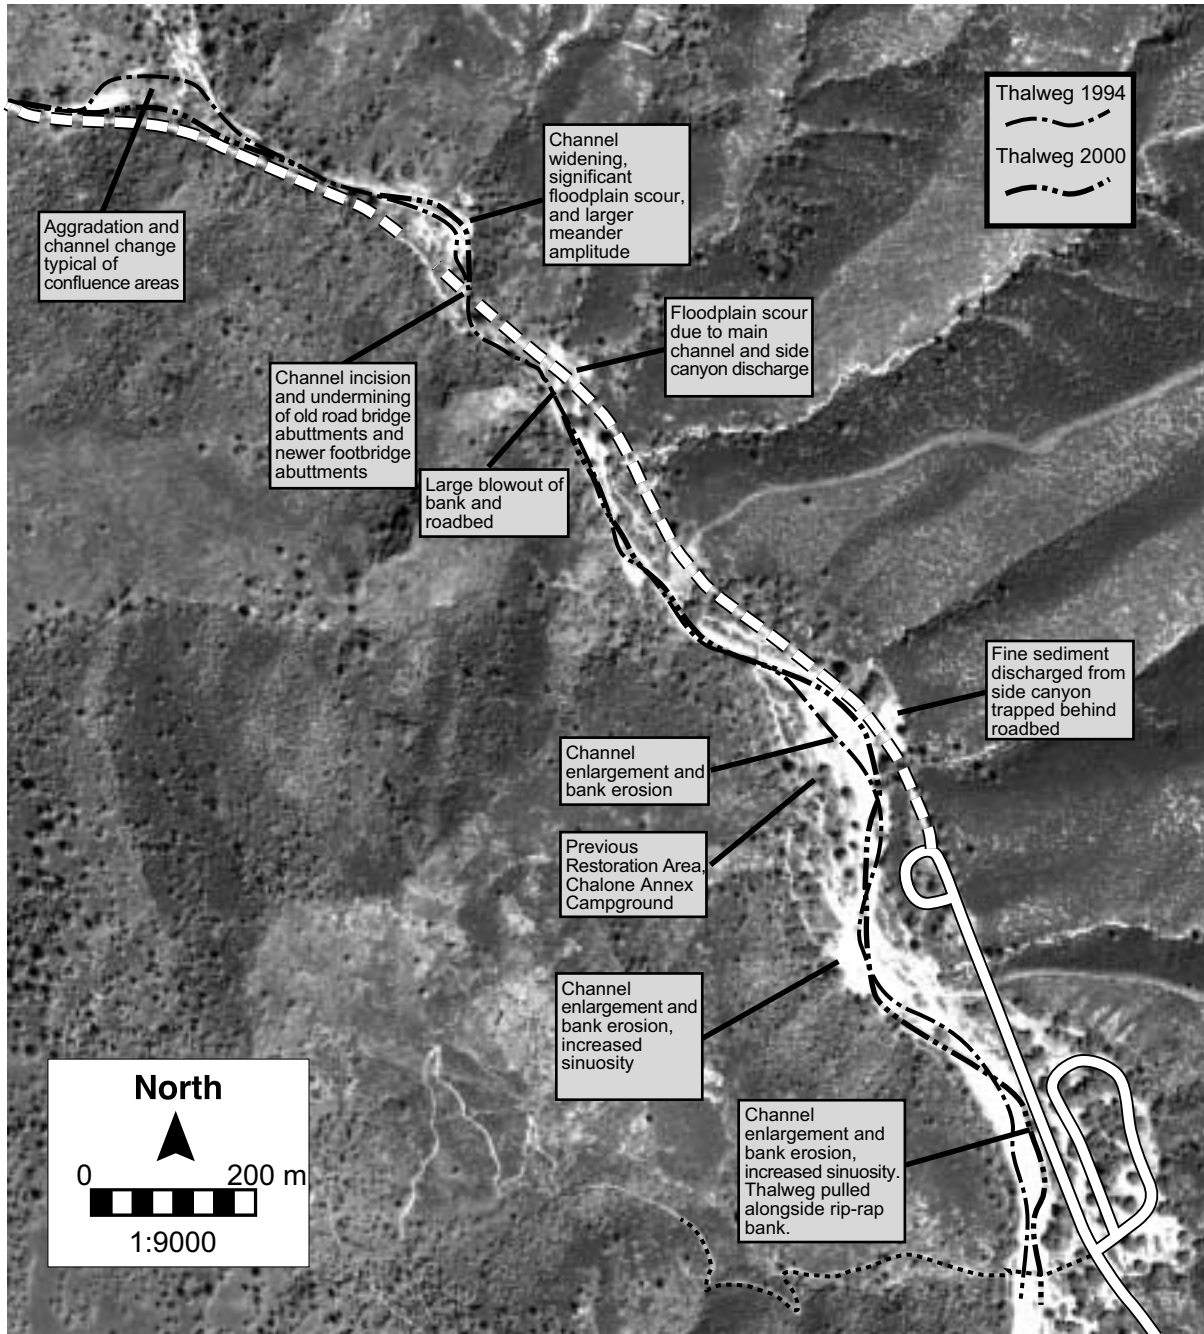 Thalweg 1994
Thalweg 2000
Channel
widening,
significant
floodplain scour,
and larger
meander
amplitude
Aggradation and
channel change
typical of
confluence areas
Floodplain scour
due to main
channel and side
canyon discharge
Channel incision
and undermining
of old road bridge
abuttments and
newer footbridge
abuttments
Large blowout of
bank and
roadbed
Fine sediment
discharged from
side canyon
trapped behind
roadbed
Channel
enlargement and
bank erosion
Previous
Restoration Area,
Chalone Annex
Campground
Channel
enlargement and
bank erosion,
increased
sinuosity
Channel
enlargement and
bank erosion,
increased sinuosity.
Thalweg pulled
alongside rip-rap
bank.
North
0 200 m
1:9000